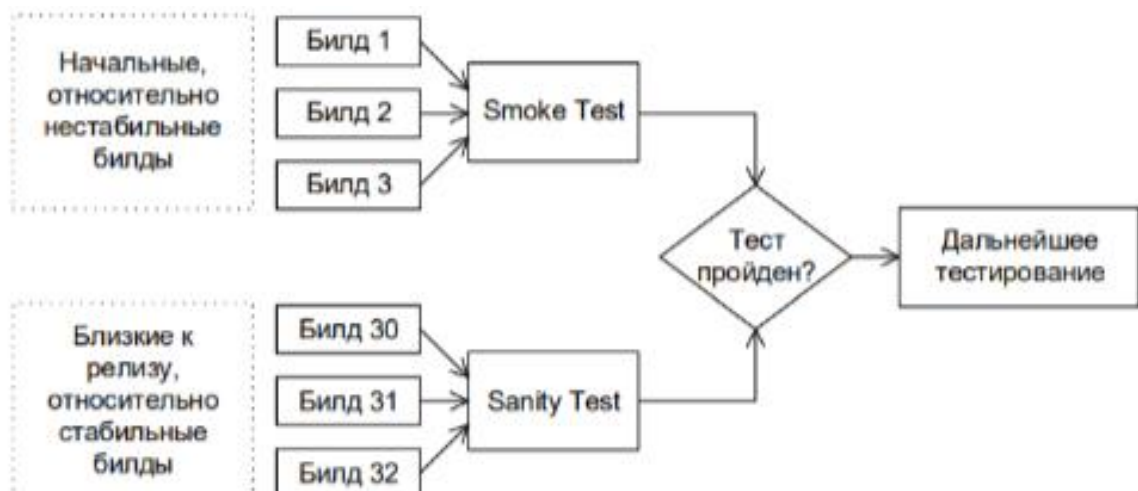 Начальные,
относительно
нестабильные
билды
Билд 1
Билд 2
Билд 3
Smoke Test
Тест
пройден?
Дальнейшее
тестирование
Близкие к
релизу,
относительно
стабильные
билды
Билд 30
Билд 31
Билд 32
Sanity Test